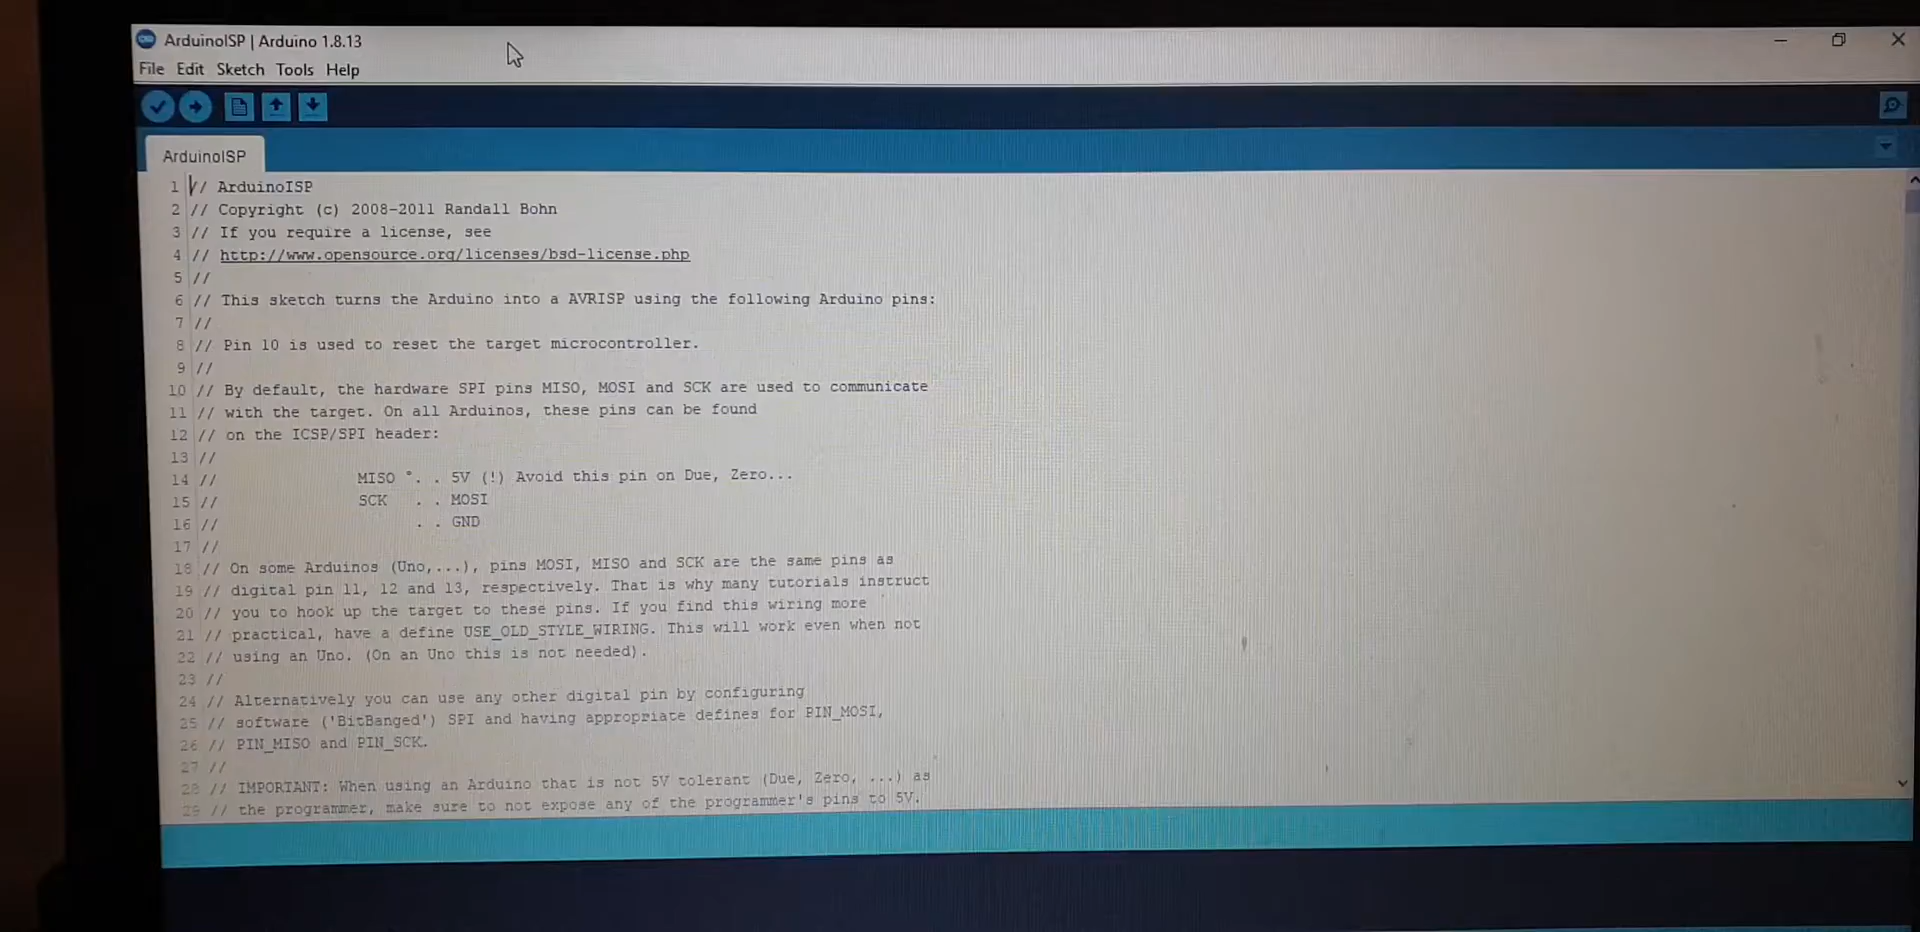 ArduinoISP | Arduino 1.8.13
File Edit Sketch Tools Help
ArduinoISP
1 // ArduinoISP
2 // Copyright (c) 2008-2011 Randall Bohn
3 // If you require a license, see
4 // http://www.opensource.org/licenses/bsd-license.php
5 //
6 // This sketch turns the Arduino into a AVRISP using the following Arduino pins:
7 //
8 // Pin 10 is used to reset the target microcontroller.
9 //
10 // By default, the hardware SPI pins MISO, MOSI and SCK are used to communicate
11 // with the target. On all Arduinos, these pins can be found
12 // on the ICSP/SPI header:
13 //
14 // MISO °. . 5V (!) Avoid this pin on Due, Zero...
15 // SCK . . MOSI
16 // . . GND
17 //
18 // On some Arduinos (Uno,...), pins MOSI, MISO and SCK are the same pins as
19 // digital pin 11, 12 and 13, respectively. That is why many tutorials instruct
20 // you to hook up the target to these pins. If you find this wiring more
21 // practical, have a define USE_OLD_STYLE_WIRING. This will work even when not
22 // using an Uno. (On an Uno this is not needed).
23 //
24 // Alternatively you can use any other digital pin by configuring
25 // software ('BitBanged') SPI and having appropriate defines for PIN_MOSI,
26 // PIN_MISO and PIN_SCK.
27 //
28 // IMPORTANT: When using an Arduino that is not 5V tolerant (Due, Zero, ...) as
29 // the programmer, make sure to not expose any of the programmer's pins to 5V.